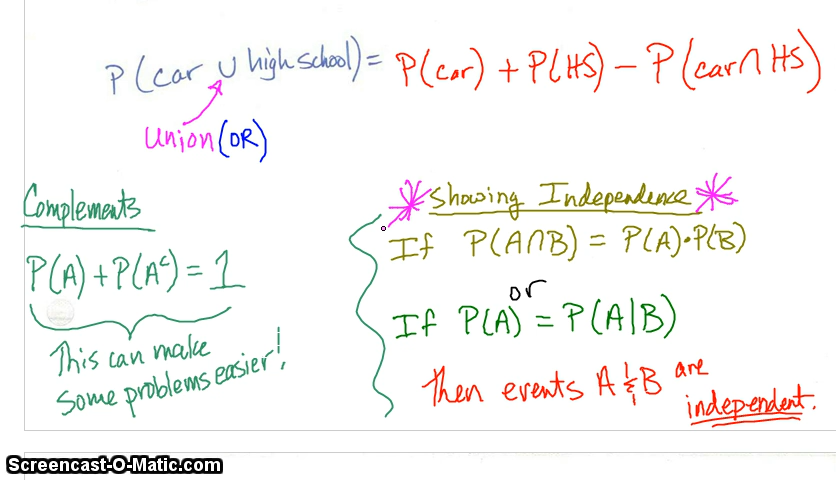 P(car ∪ high school) = P(car) + P(HS) − P(car ∩ HS)
Union (OR)
Complements
P(A) + P(Aᶜ) = 1
This can make
some problems easier!
Showing Independence
If P(A∩B) = P(A)•P(B)
or
If P(A) = P(A|B)
then events A & B are
independent.
Screencast-O-Matic.com